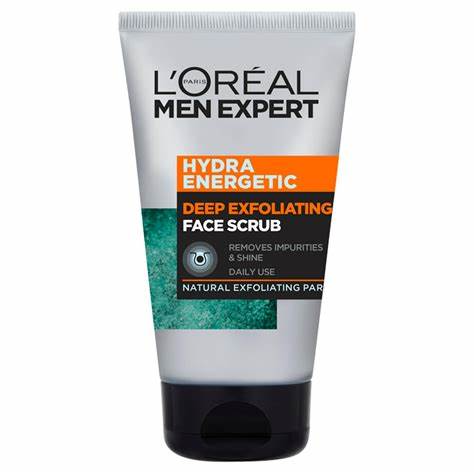 L'ORÉAL
PARIS
MEN EXPERT
HYDRA
ENERGETIC
DEEP EXFOLIATING
FACE SCRUB
REMOVES IMPURITIES
& SHINE
DAILY USE
NATURAL EXFOLIATING PAR